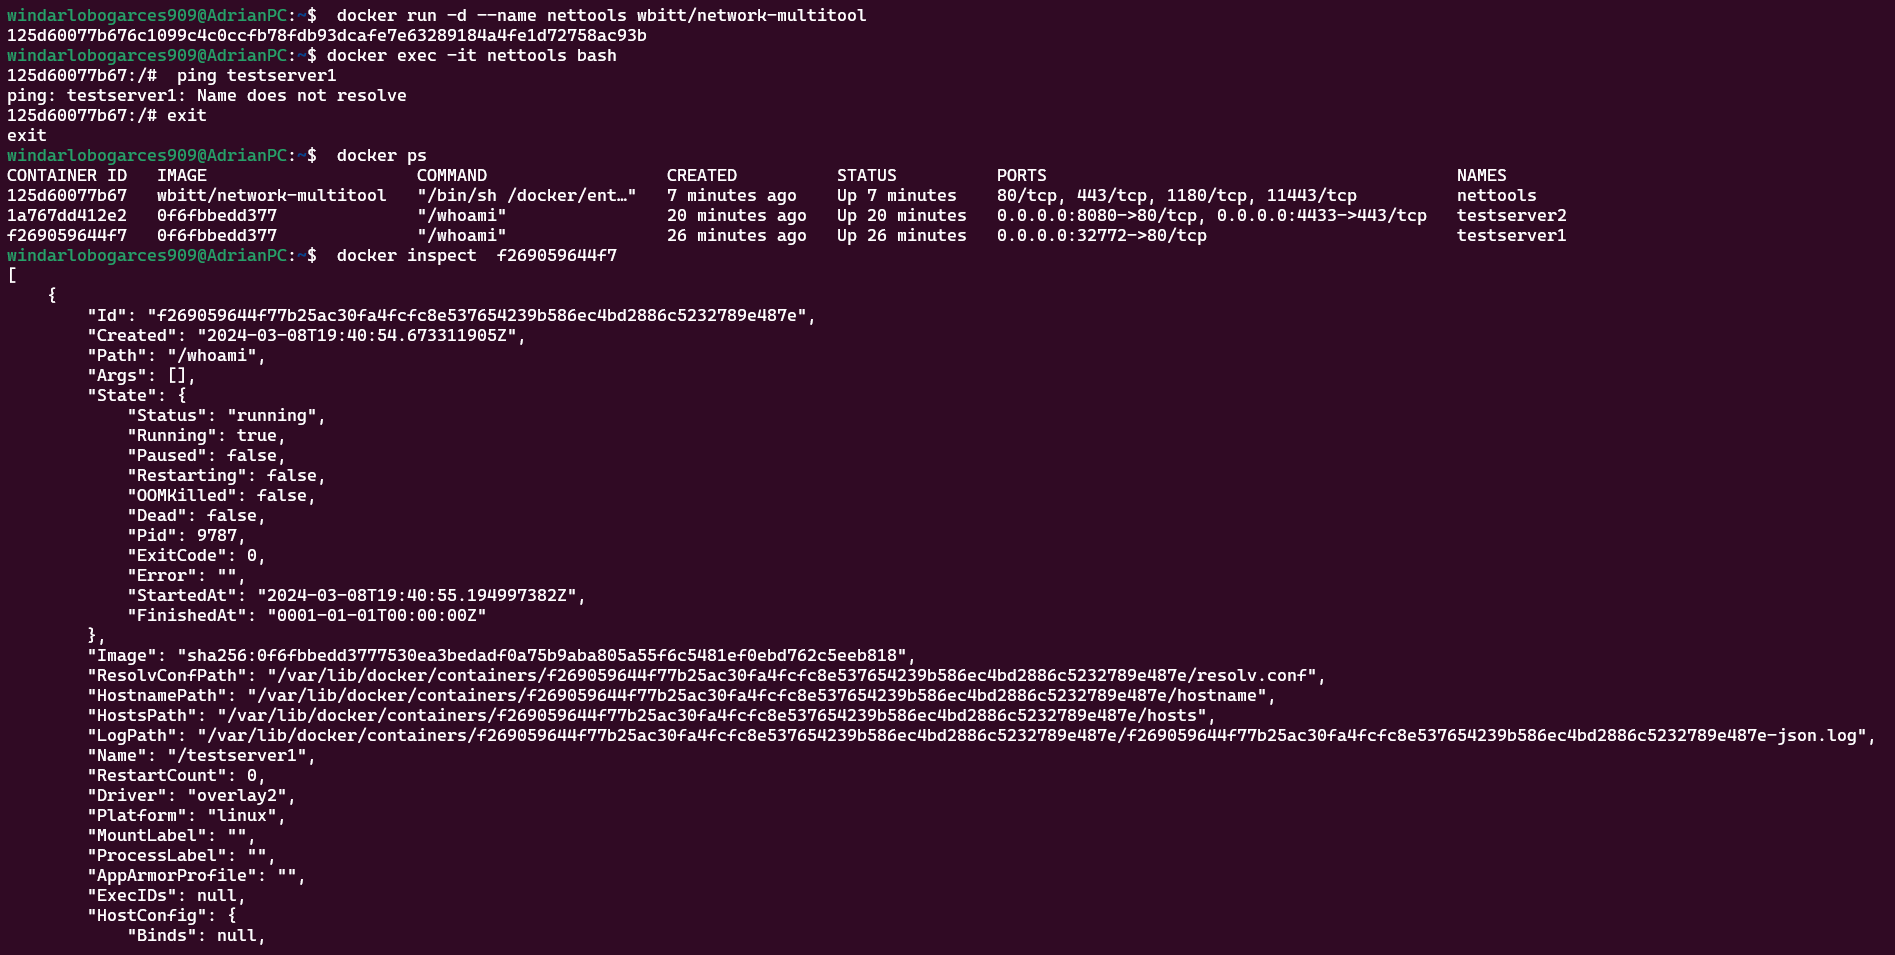 windarlobogarces909@AdrianPC:~$  docker run -d --name nettools wbitt/network-multitool
125d60077b676c1099c4c0ccfb78fdb93dcafe7e63289184a4fe1d72758ac93b
windarlobogarces909@AdrianPC:~$ docker exec -it nettools bash
125d60077b67:/#  ping testserver1
ping: testserver1: Name does not resolve
125d60077b67:/# exit
exit
windarlobogarces909@AdrianPC:~$  docker ps
CONTAINER ID   IMAGE                     COMMAND                  CREATED          STATUS          PORTS                                         NAMES
125d60077b67   wbitt/network-multitool   "/bin/sh /docker/ent…"   7 minutes ago    Up 7 minutes    80/tcp, 443/tcp, 1180/tcp, 11443/tcp          nettools
1a767dd412e2   0f6fbbedd377              "/whoami"                20 minutes ago   Up 20 minutes   0.0.0.0:8080->80/tcp, 0.0.0.0:4433->443/tcp   testserver2
f269059644f7   0f6fbbedd377              "/whoami"                26 minutes ago   Up 26 minutes   0.0.0.0:32772->80/tcp                         testserver1
windarlobogarces909@AdrianPC:~$  docker inspect  f269059644f7
[
    {
        "Id": "f269059644f77b25ac30fa4fcfc8e537654239b586ec4bd2886c5232789e487e",
        "Created": "2024-03-08T19:40:54.673311905Z",
        "Path": "/whoami",
        "Args": [],
        "State": {
            "Status": "running",
            "Running": true,
            "Paused": false,
            "Restarting": false,
            "OOMKilled": false,
            "Dead": false,
            "Pid": 9787,
            "ExitCode": 0,
            "Error": "",
            "StartedAt": "2024-03-08T19:40:55.194997382Z",
            "FinishedAt": "0001-01-01T00:00:00Z"
        },
        "Image": "sha256:0f6fbbedd3777530ea3bedadf0a75b9aba805a55f6c5481ef0ebd762c5eeb818",
        "ResolvConfPath": "/var/lib/docker/containers/f269059644f77b25ac30fa4fcfc8e537654239b586ec4bd2886c5232789e487e/resolv.conf",
        "HostnamePath": "/var/lib/docker/containers/f269059644f77b25ac30fa4fcfc8e537654239b586ec4bd2886c5232789e487e/hostname",
        "HostsPath": "/var/lib/docker/containers/f269059644f77b25ac30fa4fcfc8e537654239b586ec4bd2886c5232789e487e/hosts",
        "LogPath": "/var/lib/docker/containers/f269059644f77b25ac30fa4fcfc8e537654239b586ec4bd2886c5232789e487e/f269059644f77b25ac30fa4fcfc8e537654239b586ec4bd2886c5232789e487e-json.log",
        "Name": "/testserver1",
        "RestartCount": 0,
        "Driver": "overlay2",
        "Platform": "linux",
        "MountLabel": "",
        "ProcessLabel": "",
        "AppArmorProfile": "",
        "ExecIDs": null,
        "HostConfig": {
            "Binds": null,